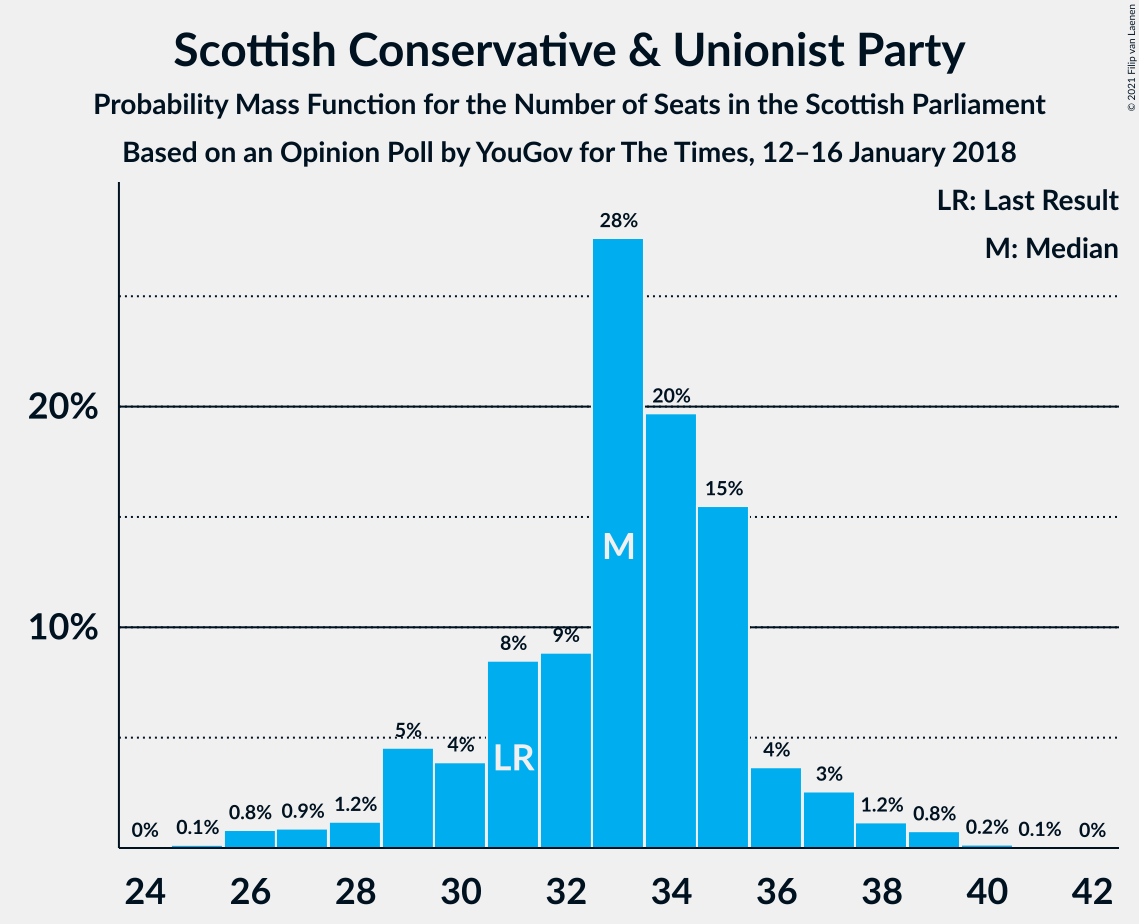 Scottish Conservative & Unionist Party
Probability Mass Function for the Number of Seats in the Scottish Parliament
Based on an Opinion Poll by YouGov for The Times, 12–16 January 2018
© 2021 Filip van Laenen
LR: Last Result
M: Median
20%
10%
0%
0.1%
0.8%
0.9%
1.2%
5%
4%
8%
9%
28%
20%
15%
4%
3%
1.2%
0.8%
0.2%
0.1%
0%
LR
M
24 26 28 30 32 34 36 38 40 42